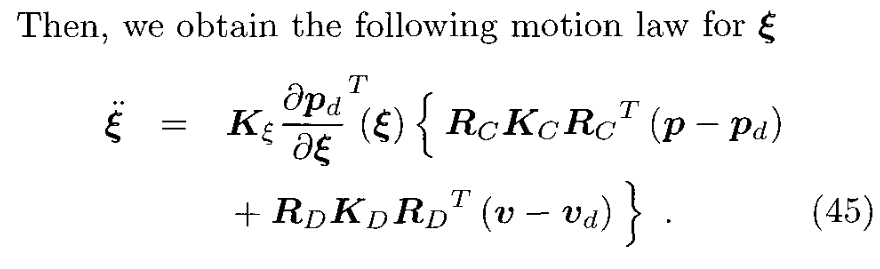 Then, we obtain the following motion law for ξ
ξ̈ = K_ξ ∂p_d/∂ξ^T (ξ) { R_C K_C R_C^T (p − p_d)
+ R_D K_D R_D^T (v − v_d) } . (45)